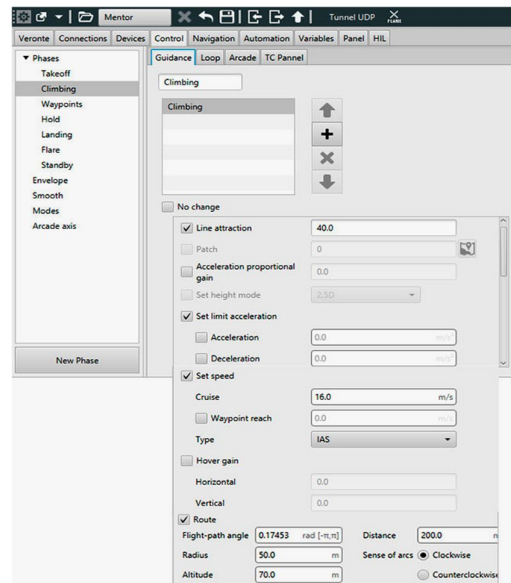 Mentor Tunnel UDP
Veronte Connections Devices Control Navigation Automation Variables Panel HIL
Phases
Takeoff
Climbing
Waypoints
Hold
Landing
Flare
Standby
Envelope
Smooth
Modes
Arcade axis
New Phase
Guidance Loop Arcade TC Pannel
Climbing
Climbing
No change
Line attraction 40.0
Patch 0
Acceleration proportional gain 0.0
Set height mode 2.5D
Set limit acceleration
Acceleration 0.0 m/s²
Deceleration 0.0 m/s²
Set speed
Cruise 16.0 m/s
Waypoint reach 0.0 m/s
Type IAS
Hover gain
Horizontal 0.0
Vertical 0.0
Route
Flight-path angle 0.17453 rad [-π,π] Distance 200.0
Radius 50.0 m Sense of arcs Clockwise
Altitude 70.0 m Counterclockwise